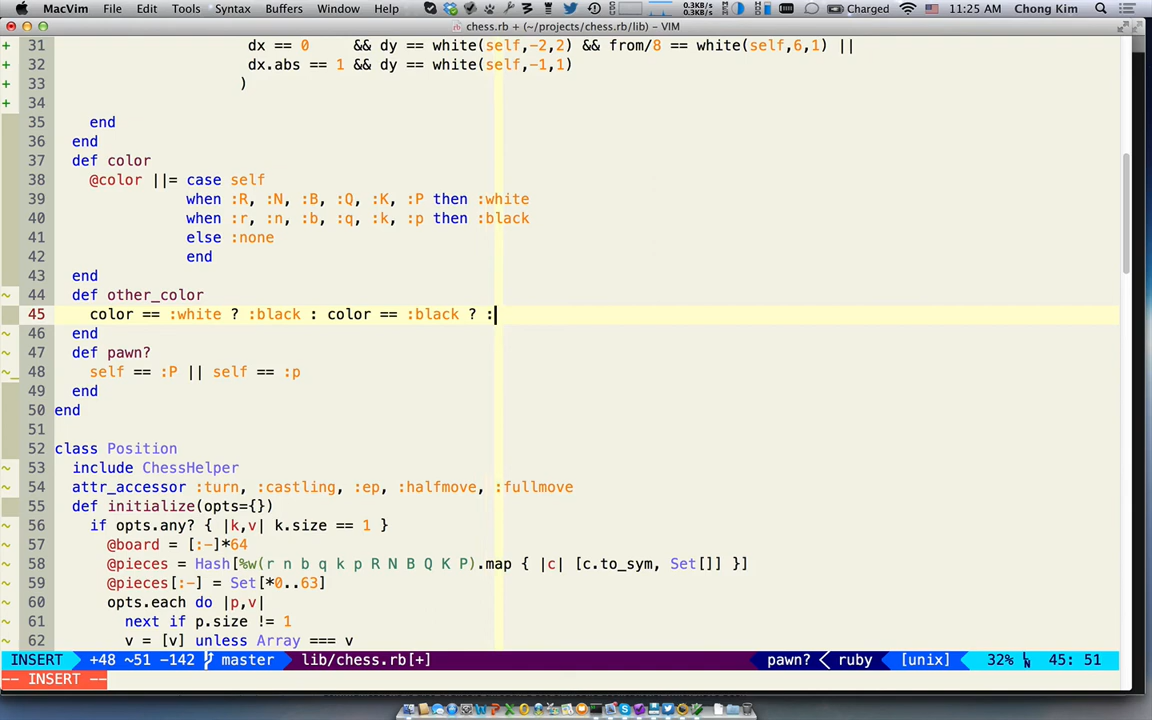 MacVim File Edit Tools Syntax Buffers Window Help 0.3KB/s 0.3KB/s Charged 11:25 AM Chong Kim
chess.rb + (~/projects/chess.rb/lib) – VIM
+ 31 dx == 0 && dy == white(self,-2,2) && from/8 == white(self,6,1) ||
+ 32 dx.abs == 1 && dy == white(self,-1,1)
+ 33 )
+ 34
35 end
36 end
37 def color
38 @color ||= case self
39 when :R, :N, :B, :Q, :K, :P then :white
40 when :r, :n, :b, :q, :k, :p then :black
41 else :none
42 end
43 end
~ 44 def other_color
45 color == :white ? :black : color == :black ? :
~ 46 end
~ 47 def pawn?
~_ 48 self == :P || self == :p
49 end
50 end
51
52 class Position
~ 53 include ChessHelper
~ 54 attr_accessor :turn, :castling, :ep, :halfmove, :fullmove
55 def initialize(opts={})
~ 56 if opts.any? { |k,v| k.size == 1 }
~ 57 @board = [:-]*64
~ 58 @pieces = Hash[%w(r n b q k p R N B Q K P).map { |c| [c.to_sym, Set[]] }]
~ 59 @pieces[:-] = Set[*0..63]
~ 60 opts.each do |p,v|
~ 61 next if p.size != 1
~ 62 v = [v] unless Array === v
INSERT +48 ~51 -142 master lib/chess.rb[+] pawn? < ruby [unix] 32% LN 45: 51
-- INSERT --